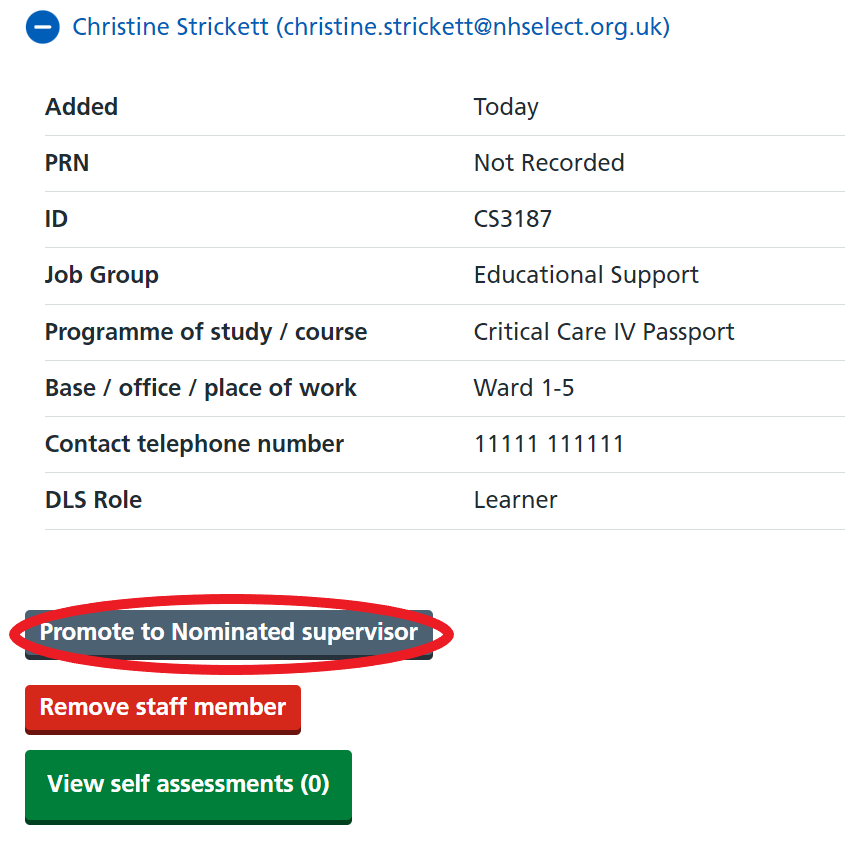 Christine Strickett (christine.strickett@nhselect.org.uk)
Added Today
PRN Not Recorded
ID CS3187
Job Group Educational Support
Programme of study / course Critical Care IV Passport
Base / office / place of work Ward 1-5
Contact telephone number 11111 111111
DLS Role Learner
Promote to Nominated supervisor
Remove staff member
View self assessments (0)